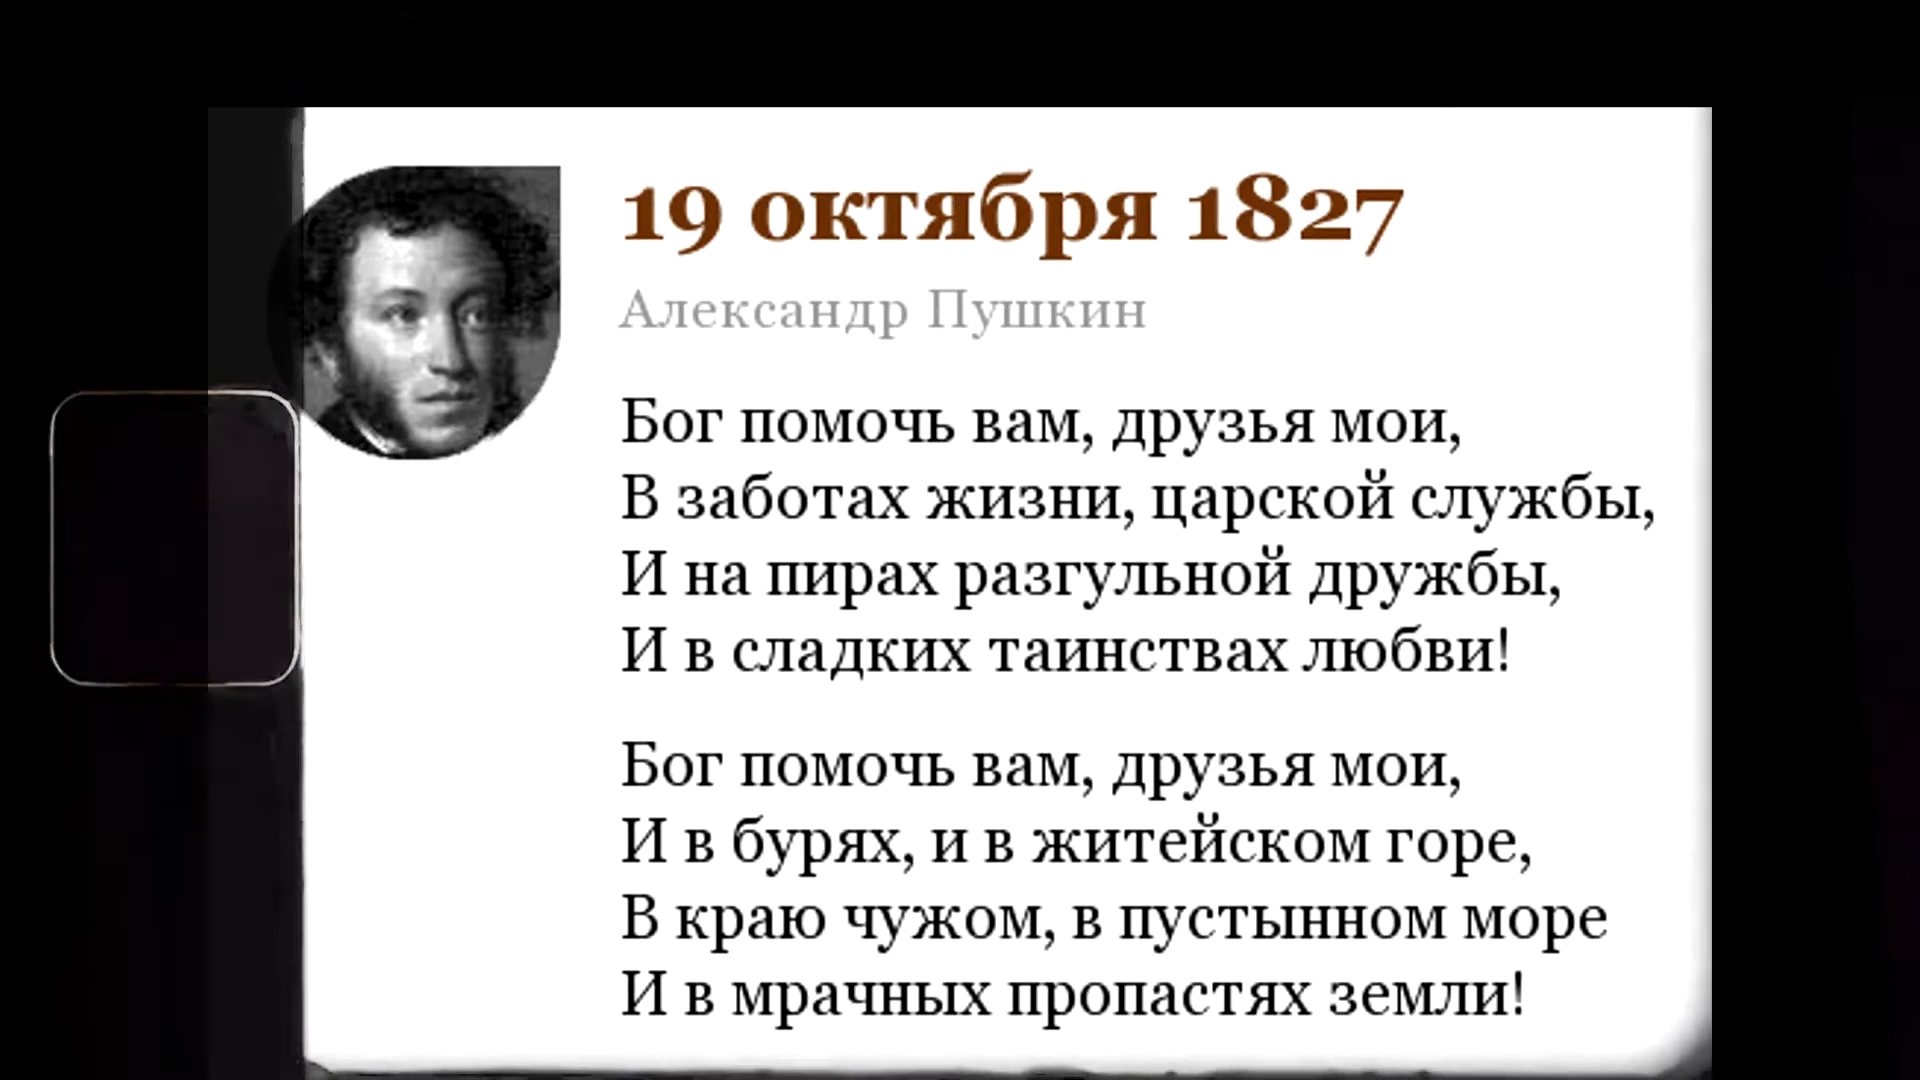 19 октября 1827
Александр Пушкин
Бог помочь вам, друзья мои,
В заботах жизни, царской службы,
И на пирах разгульной дружбы,
И в сладких таинствах любви!
Бог помочь вам, друзья мои,
И в бурях, и в житейском горе,
В краю чужом, в пустынном море
И в мрачных пропастях земли!